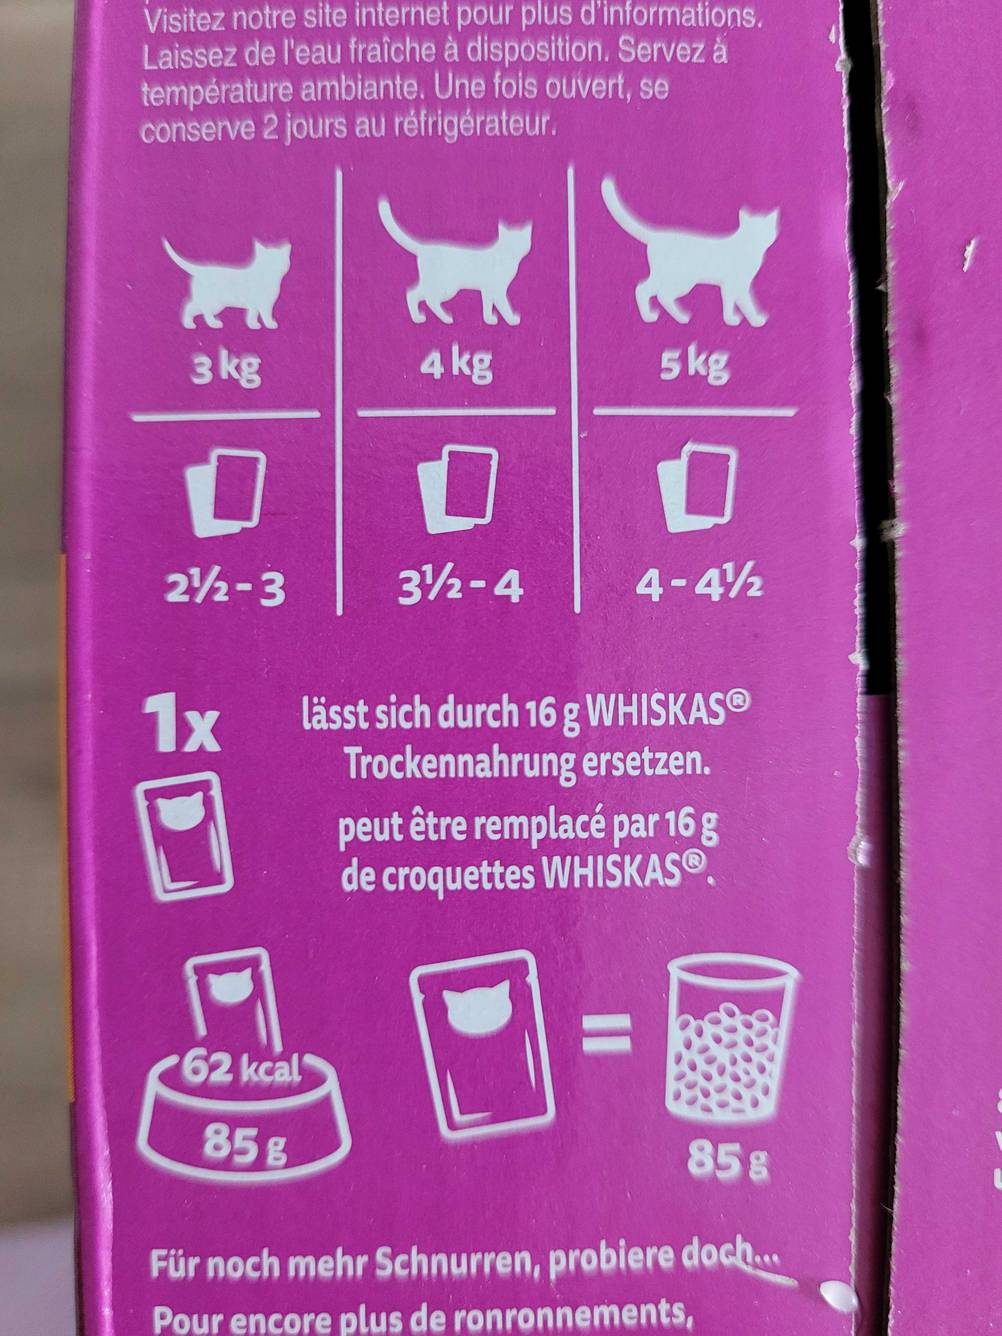 Visitez notre site internet pour plus d'informations.
Laissez de l'eau fraîche à disposition. Servez à
température ambiante. Une fois ouvert, se
conserve 2 jours au réfrigérateur.
3 kg
4 kg
5 kg
2½-3
3½-4
4-4½
1x
lässt sich durch 16 g WHISKAS®
Trockennahrung ersetzen.
peut être remplacé par 16 g
de croquettes WHISKAS®.
62 kcal
85 g
=
85 g
Für noch mehr Schnurren, probiere doch...
Pour encore plus de ronronnements,